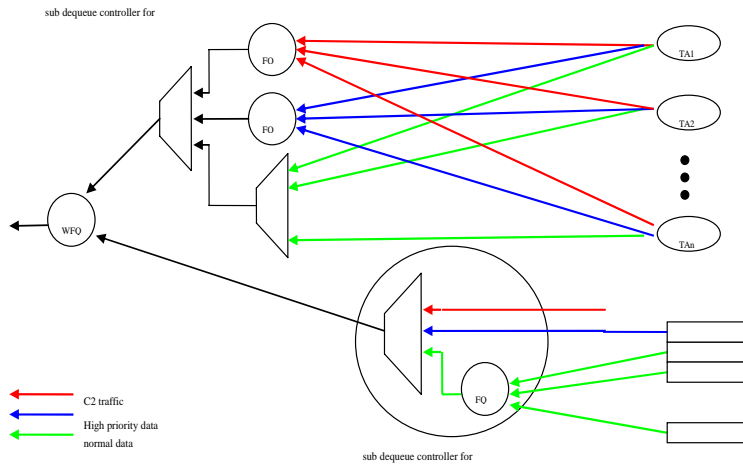 sub dequeue controller for
FO
TA1
FO
TA2
WFQ
TAn
FQ
C2 traffic
High priority data
normal data
sub dequeue controller for